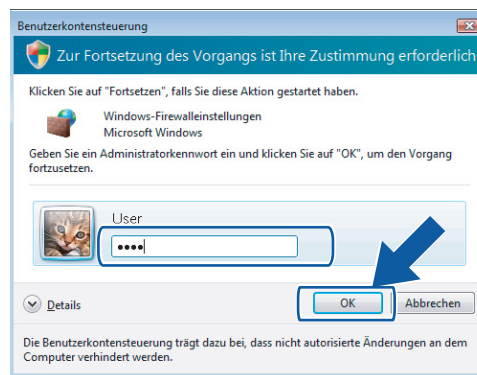 Benutzerkontensteuerung
Zur Fortsetzung des Vorgangs ist Ihre Zustimmung erforderlich
Klicken Sie auf "Fortsetzen", falls Sie diese Aktion gestartet haben.
Windows-Firewalleinstellungen
Microsoft Windows
Geben Sie ein Administratorkennwort ein und klicken Sie auf "OK", um den Vorgang
fortzusetzen.
User
••••
Details
OK
Abbrechen
Die Benutzerkontensteuerung trägt dazu bei, dass nicht autorisierte Änderungen an dem
Computer verhindert werden.